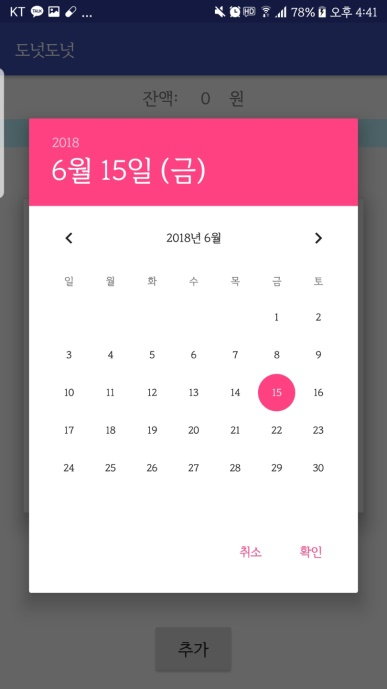 KT TALK ... HD 78% 오후 4:41
도넛도넛
잔액: 0 원
2018
6월 15일 (금)
2018년 6월
일 월 화 수 목 금 토
1 2
3 4 5 6 7 8 9
10 11 12 13 14 15 16
17 18 19 20 21 22 23
24 25 26 27 28 29 30
취소 확인
추가